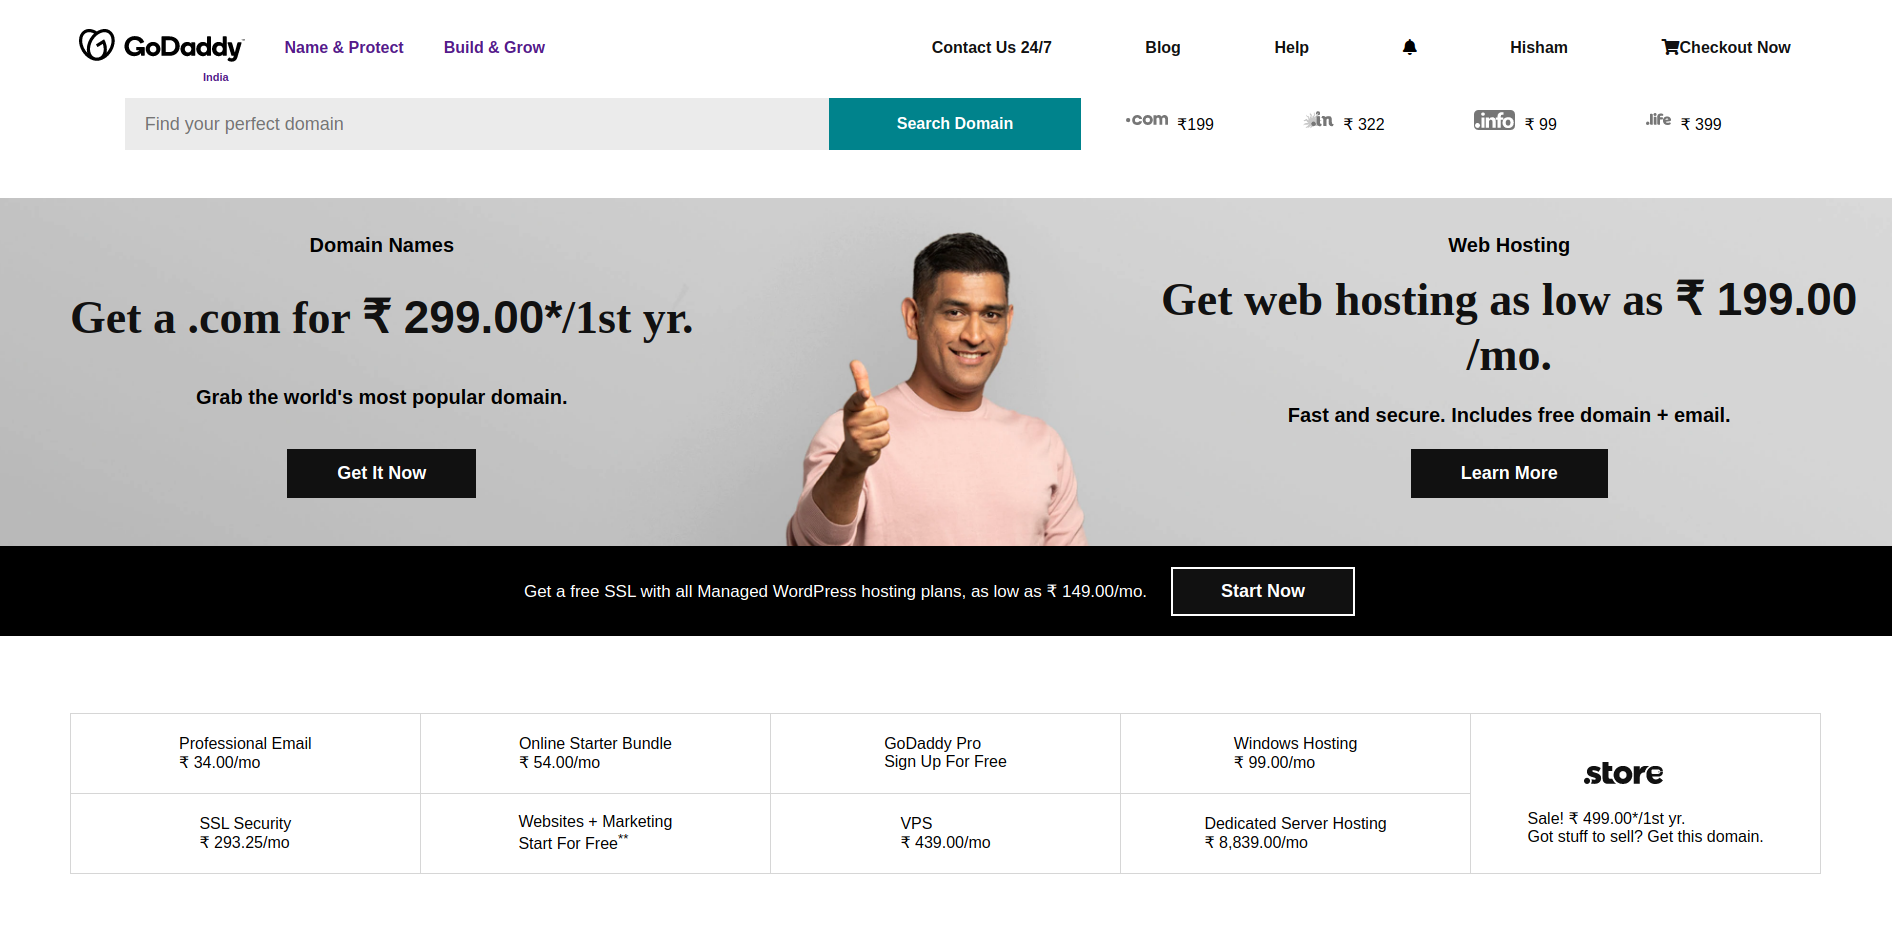 GoDaddy
India
Name & Protect
Build & Grow
Contact Us 24/7
Blog
Help
Hisham
Checkout Now
Find your perfect domain
Search Domain
.com ₹199
.in ₹ 322
.info ₹ 99
.life ₹ 399
Domain Names
Get a .com for ₹ 299.00*/1st yr.
Grab the world's most popular domain.
Get It Now
Web Hosting
Get web hosting as low as ₹ 199.00
/mo.
Fast and secure. Includes free domain + email.
Learn More
Get a free SSL with all Managed WordPress hosting plans, as low as ₹ 149.00/mo.
Start Now
Professional Email
₹ 34.00/mo
Online Starter Bundle
₹ 54.00/mo
GoDaddy Pro
Sign Up For Free
Windows Hosting
₹ 99.00/mo
SSL Security
₹ 293.25/mo
Websites + Marketing
Start For Free**
VPS
₹ 439.00/mo
Dedicated Server Hosting
₹ 8,839.00/mo
.store
Sale! ₹ 499.00*/1st yr.
Got stuff to sell? Get this domain.